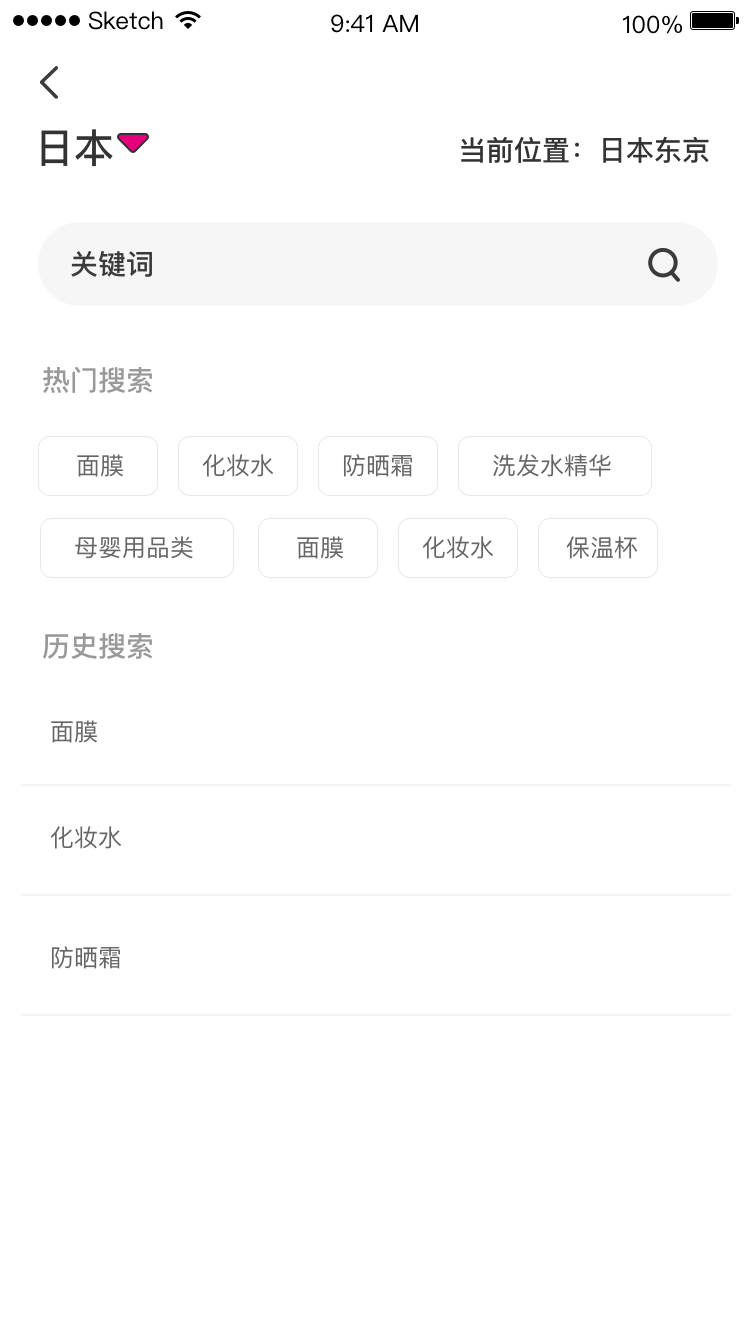 ●●●●● Sketch 9:41 AM 100%
日本 当前位置：日本东京
关键词
热门搜索
面膜 化妆水 防晒霜 洗发水精华
母婴用品类 面膜 化妆水 保温杯
历史搜索
面膜
化妆水
防晒霜